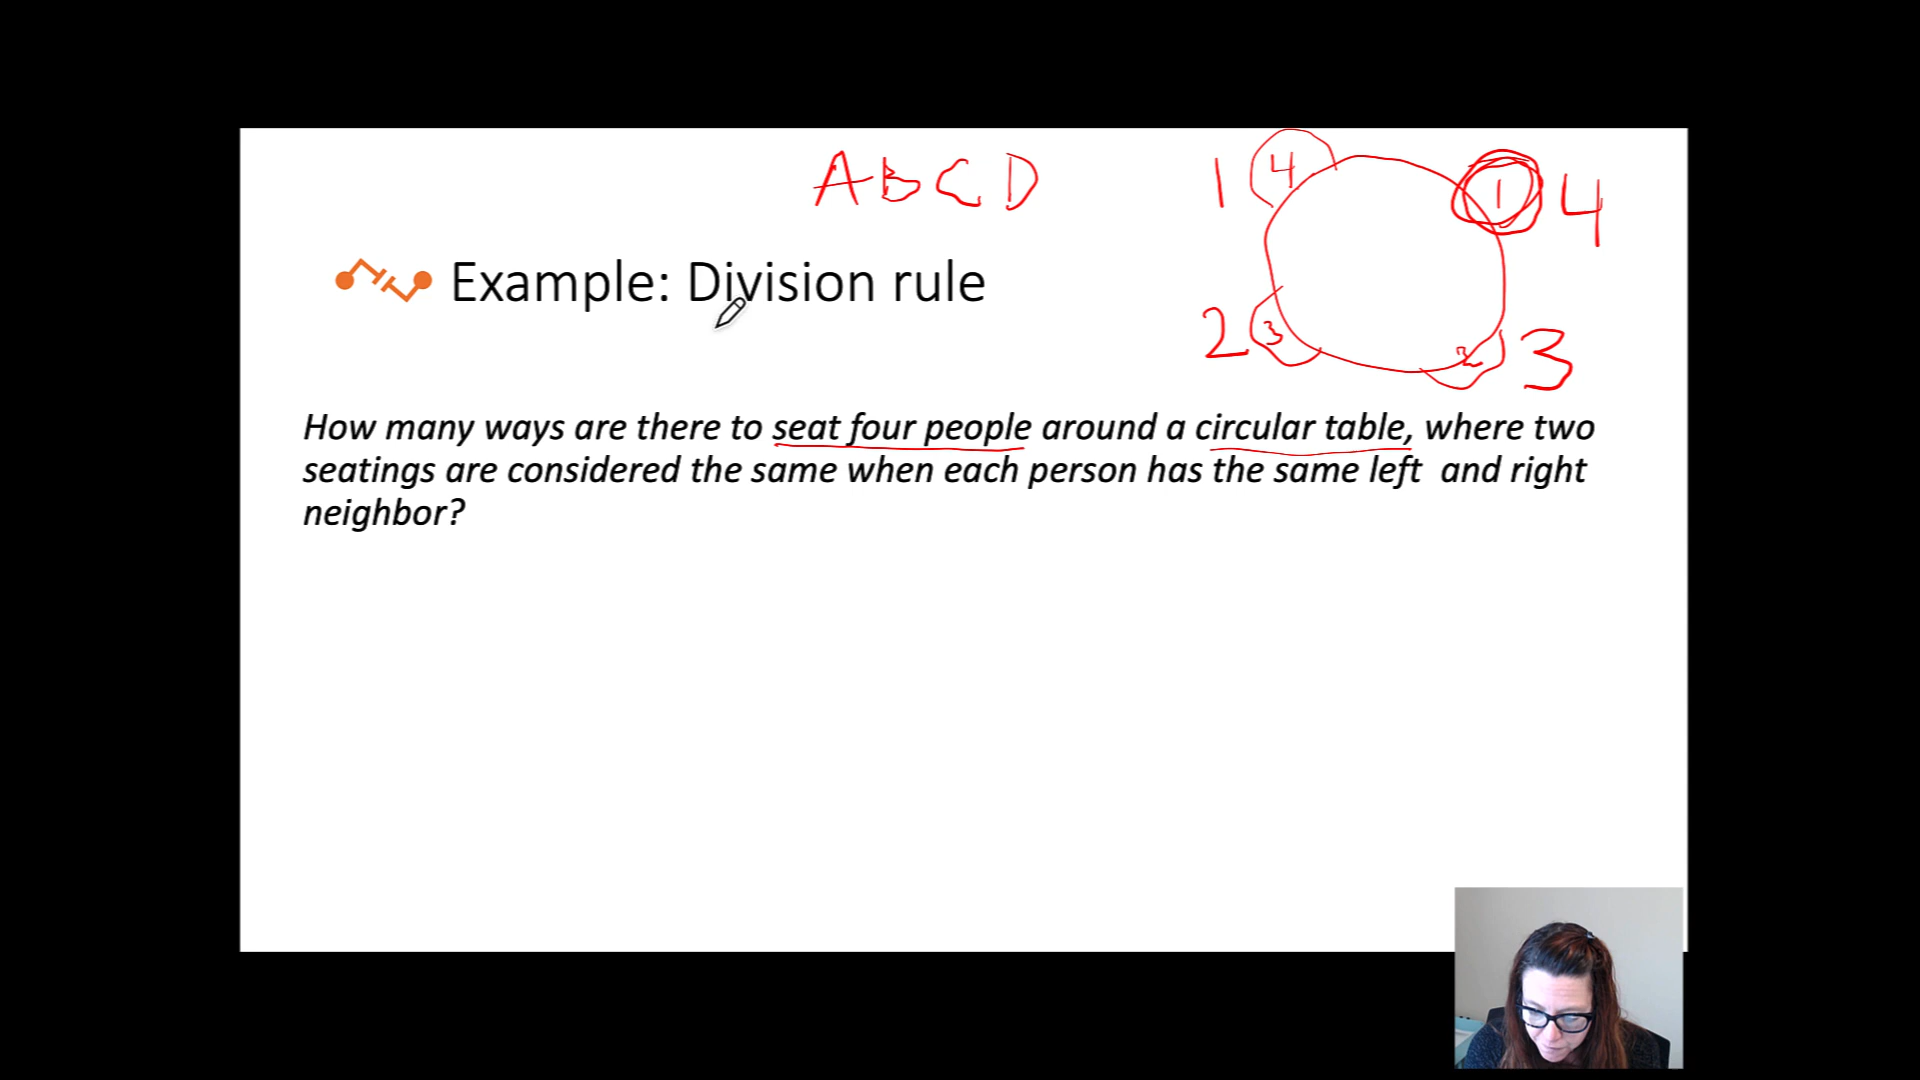 A B C D
1 4 1 4
Example: Division rule
2 3 2 3
How many ways are there to seat four people around a circular table, where two
seatings are considered the same when each person has the same left and right
neighbor?